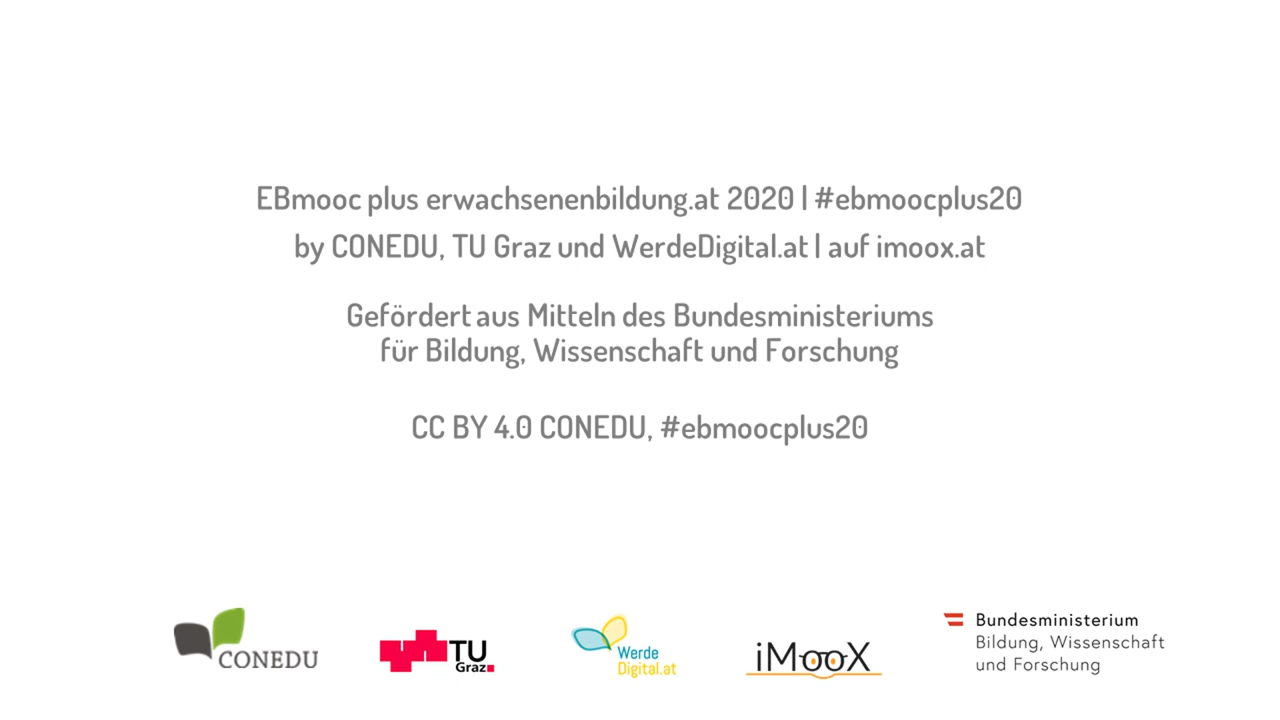 EBmooc plus erwachsenenbildung.at 2020 | #ebmoocplus20
by CONEDU, TU Graz und WerdeDigital.at | auf imoox.at
Gefördert aus Mitteln des Bundesministeriums
für Bildung, Wissenschaft und Forschung
CC BY 4.0 CONEDU, #ebmoocplus20
CONEDU
TU
Graz
Werde
Digital.at
iMooX
Bundesministerium
Bildung, Wissenschaft
und Forschung